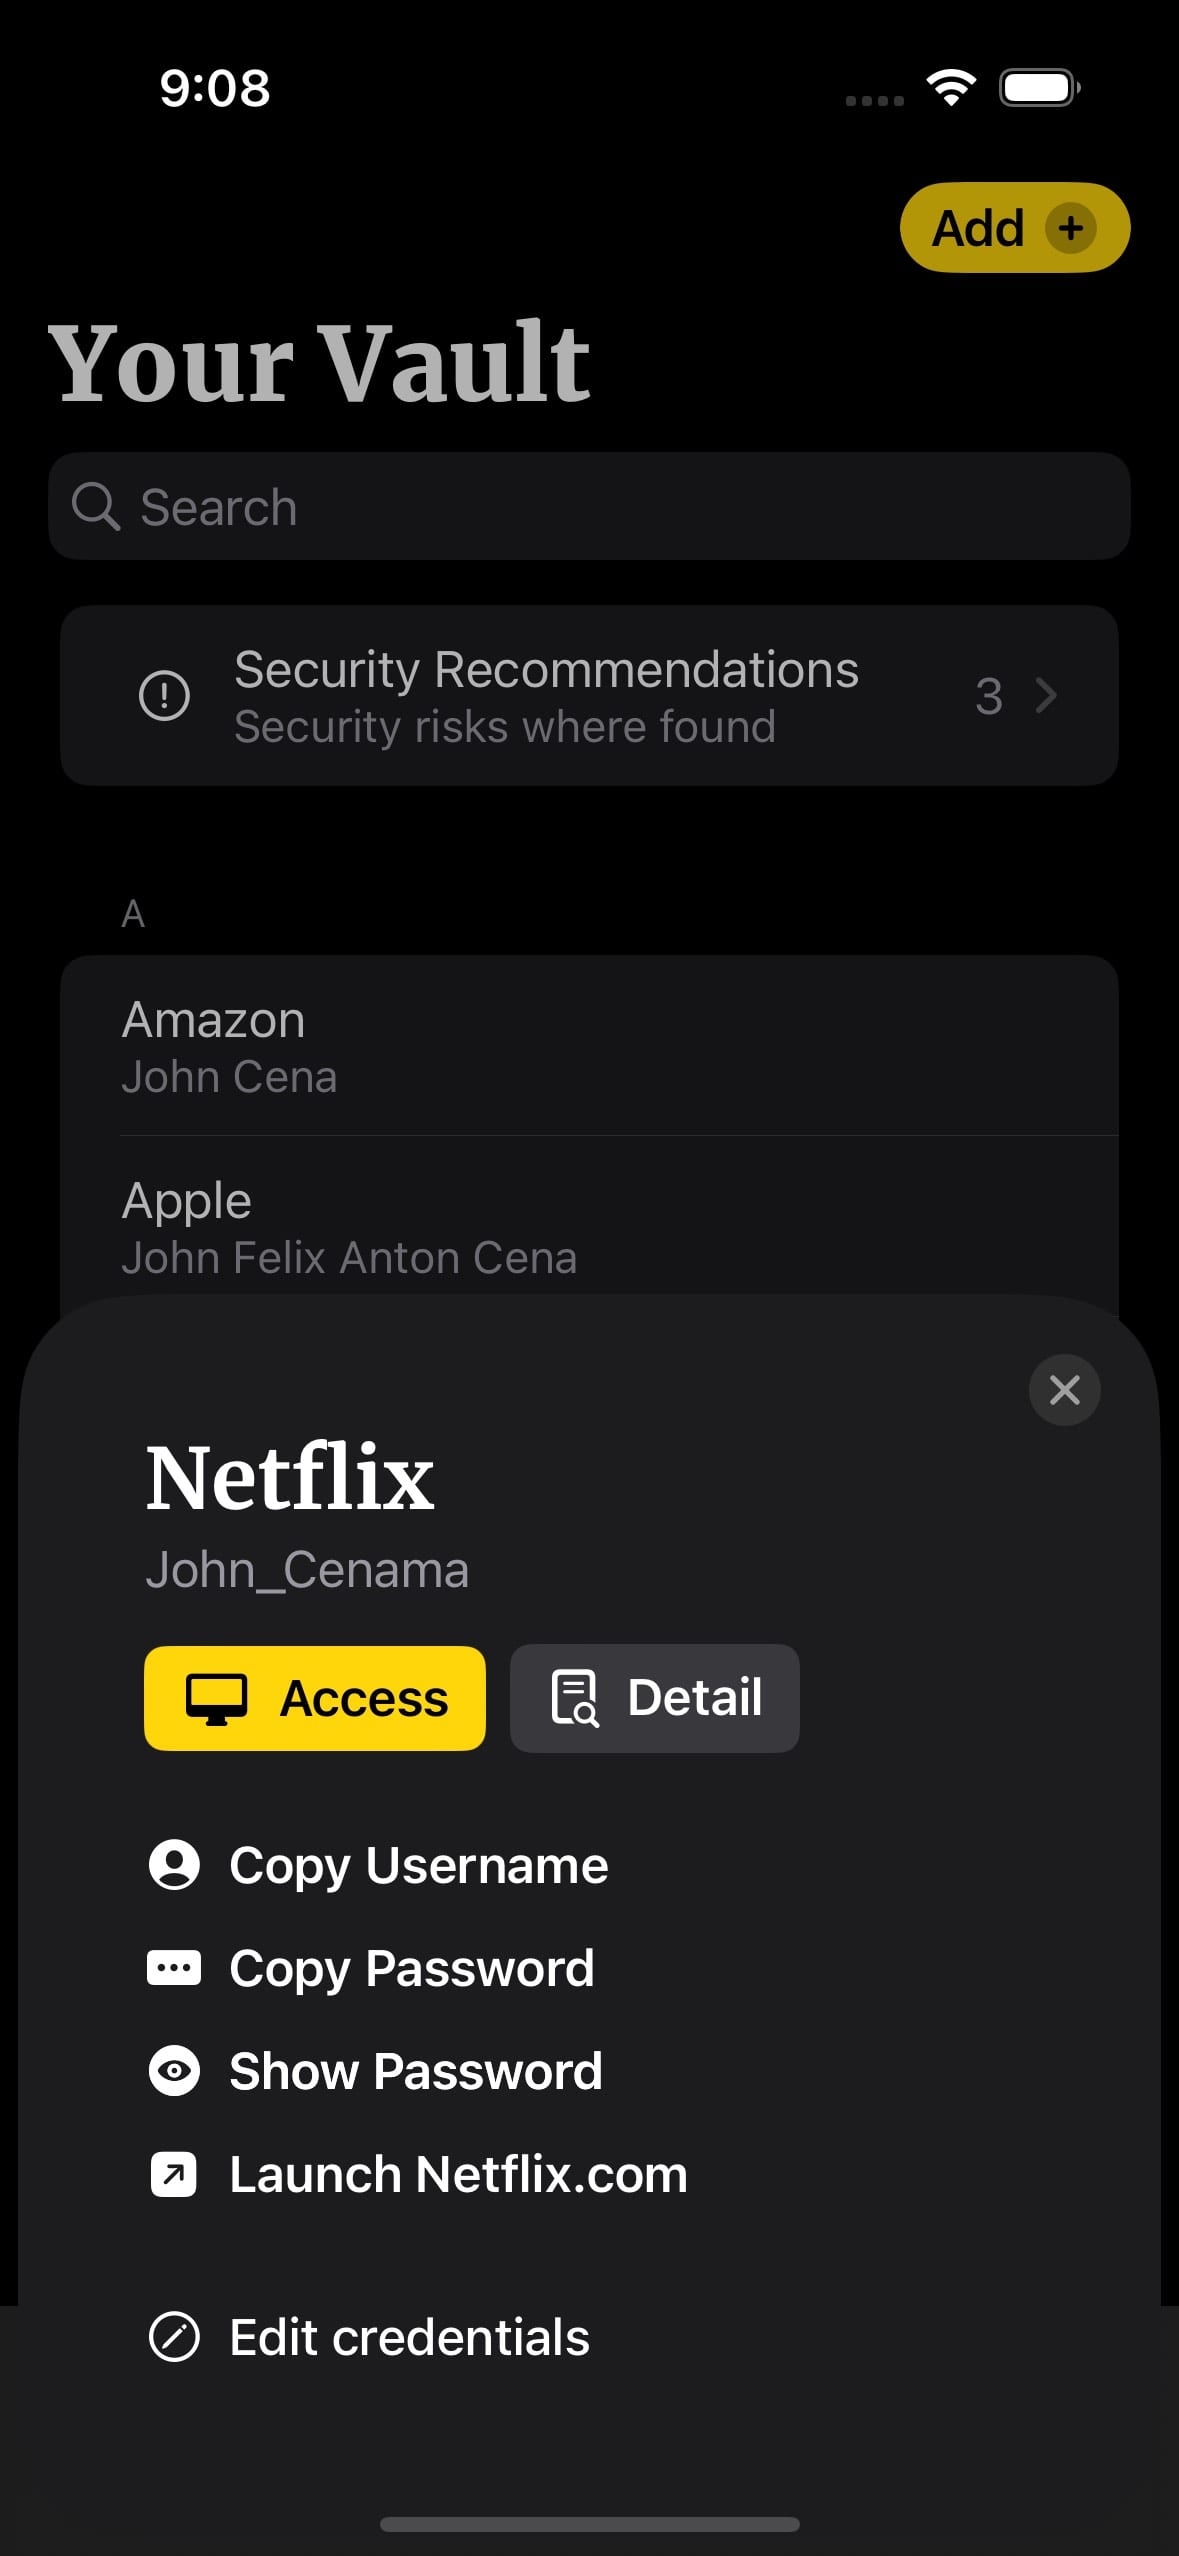 9:08
Add
Your Vault
Search
Security Recommendations
Security risks where found
3
A
Amazon
John Cena
Apple
John Felix Anton Cena
Netflix
John_Cenama
Access
Detail
Copy Username
Copy Password
Show Password
Launch Netflix.com
Edit credentials